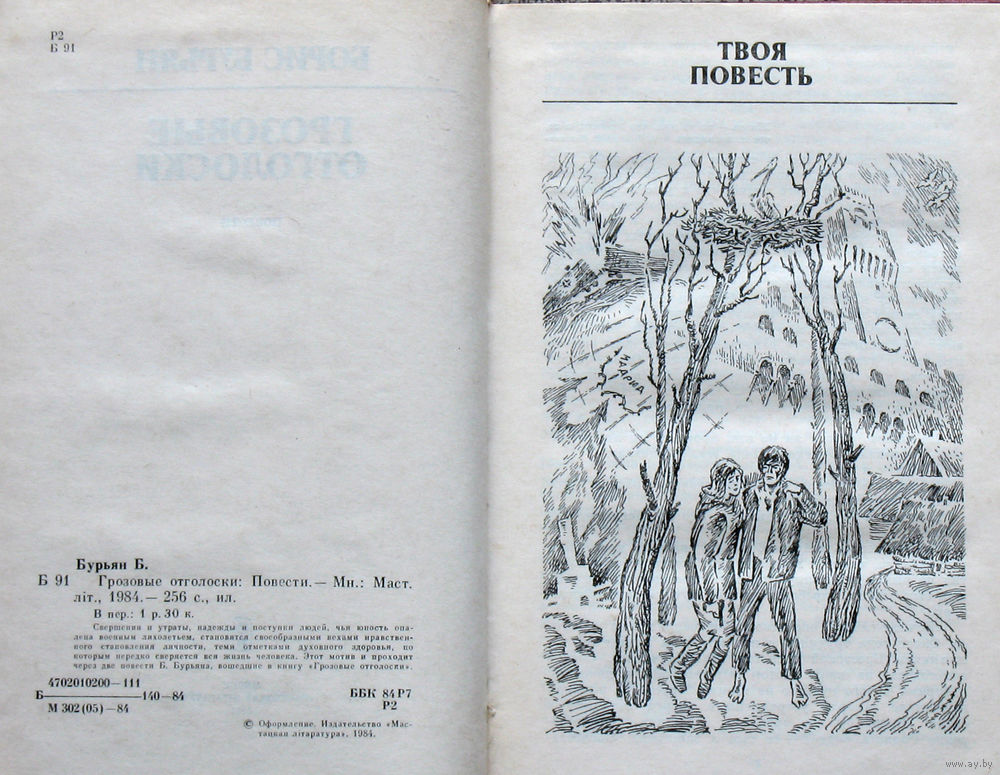 Р2
Б 91
Бурьян Б.
Б 91 Грозовые отголоски: Повести.— Мн.: Маст.
літ., 1984.— 256 с., ил.
В пер.: 1 р. 30 к.
Свершения и утраты, надежды и поступки людей, чья юность опа-
лена военным лихолетьем, становятся своеобразными вехами нравствен-
ного становления личности, теми отметками духовного здоровья, по
которым нередко сверяется вся жизнь человека. Этот мотив и проходит
через две повести Б. Бурьяна, вошедшие в книгу «Грозовые отголоски».
4702010200—111
Б————140—84
М 302(05)—84
ББК 84Р7
Р2
© Оформление. Издательство «Мас-
тацкая літаратура», 1984.
ТВОЯ
ПОВЕСТЬ
МАДРИД
www.ay.by